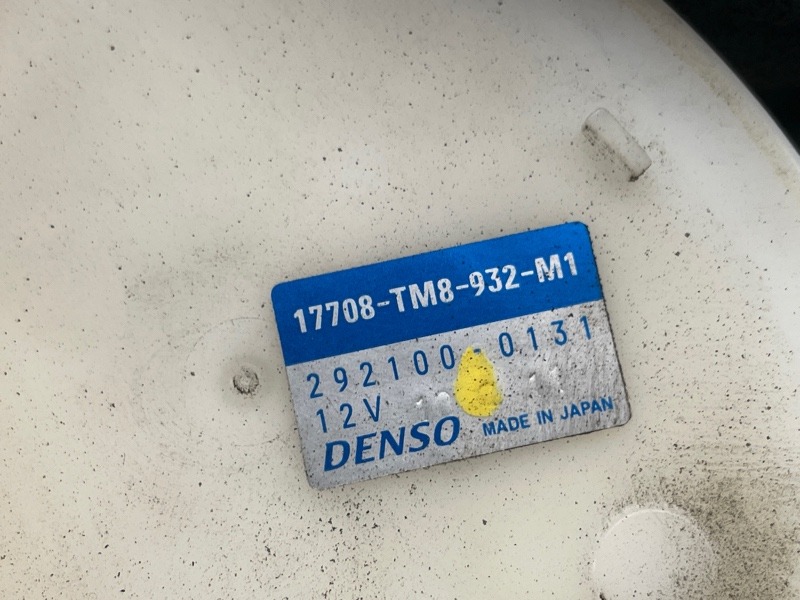 17708-TM8-932-M1
292100-0131
12V
DENSO MADE IN JAPAN